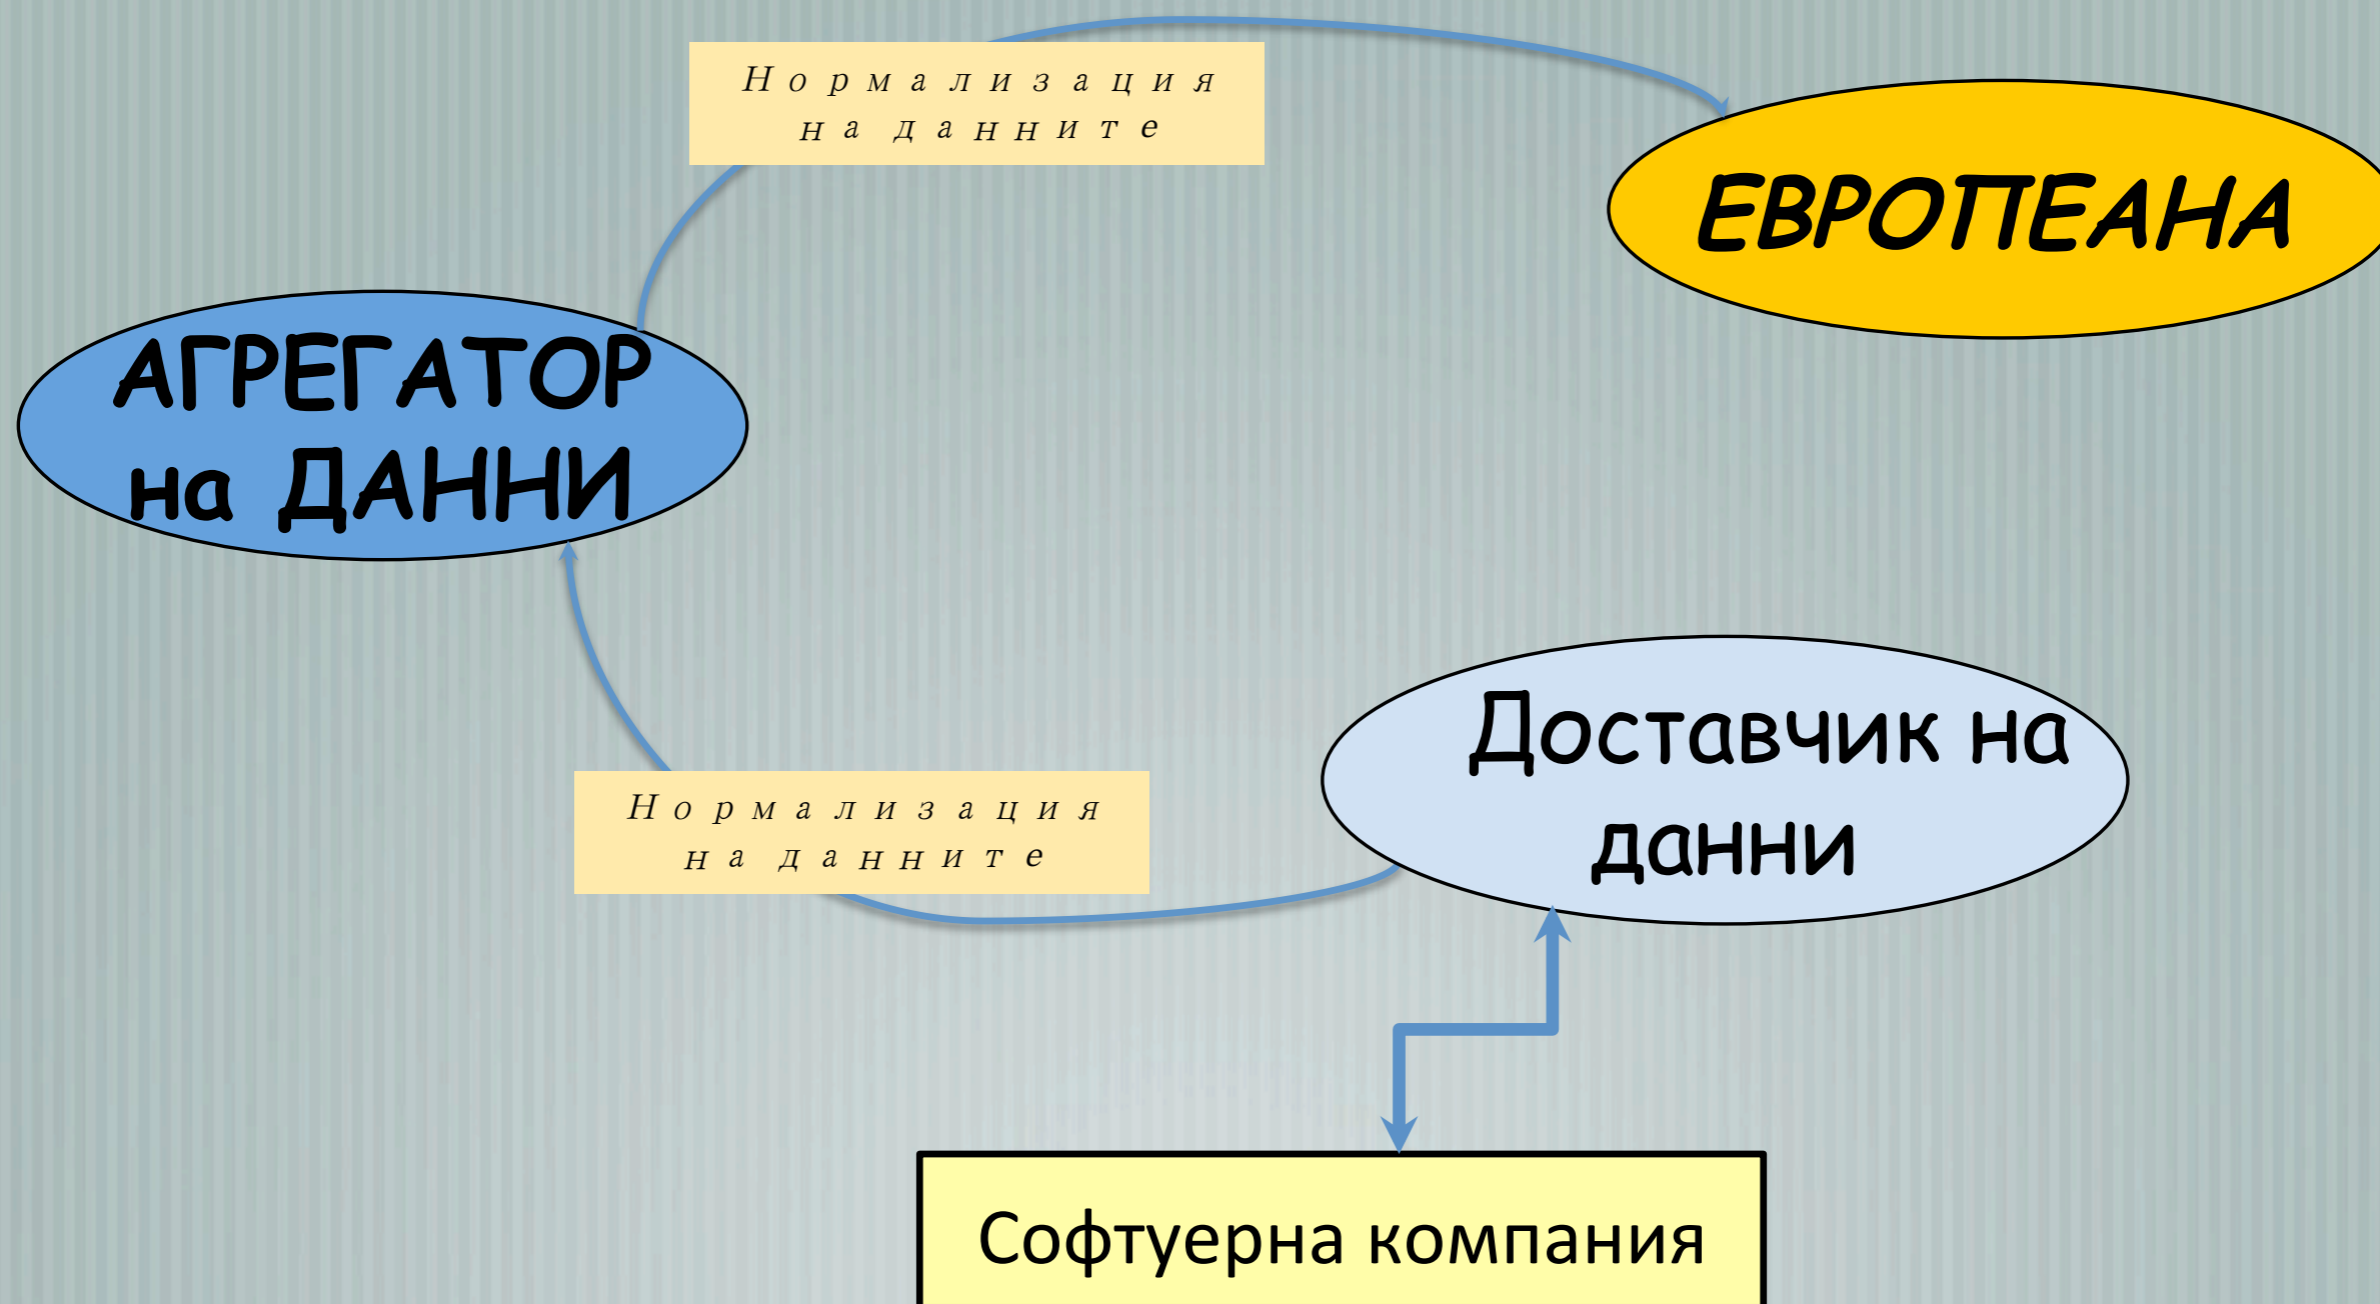 Нормализация
на данните
ЕВРОПЕАНА
АГРЕГАТОР
на ДАННИ
Доставчик на
данни
Нормализация
на данните
Софтуерна компания